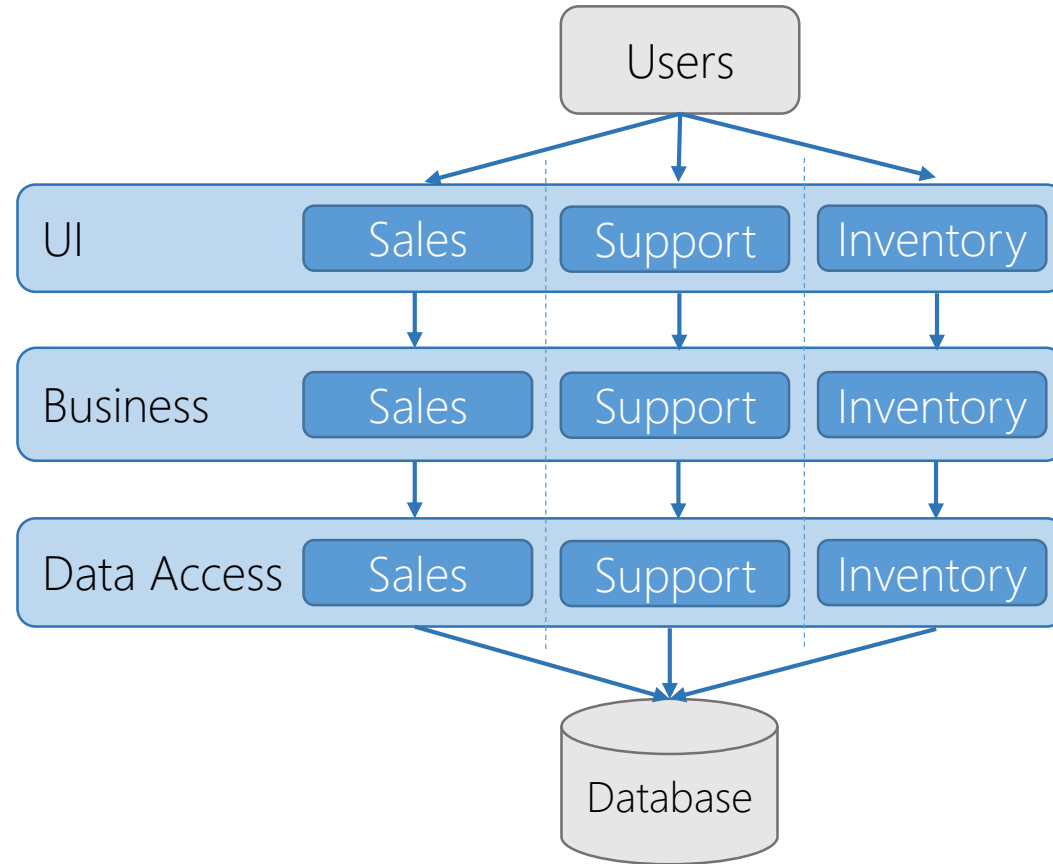 Users
UI
Sales
Support
Inventory
Business
Sales
Support
Inventory
Data Access
Sales
Support
Inventory
Database